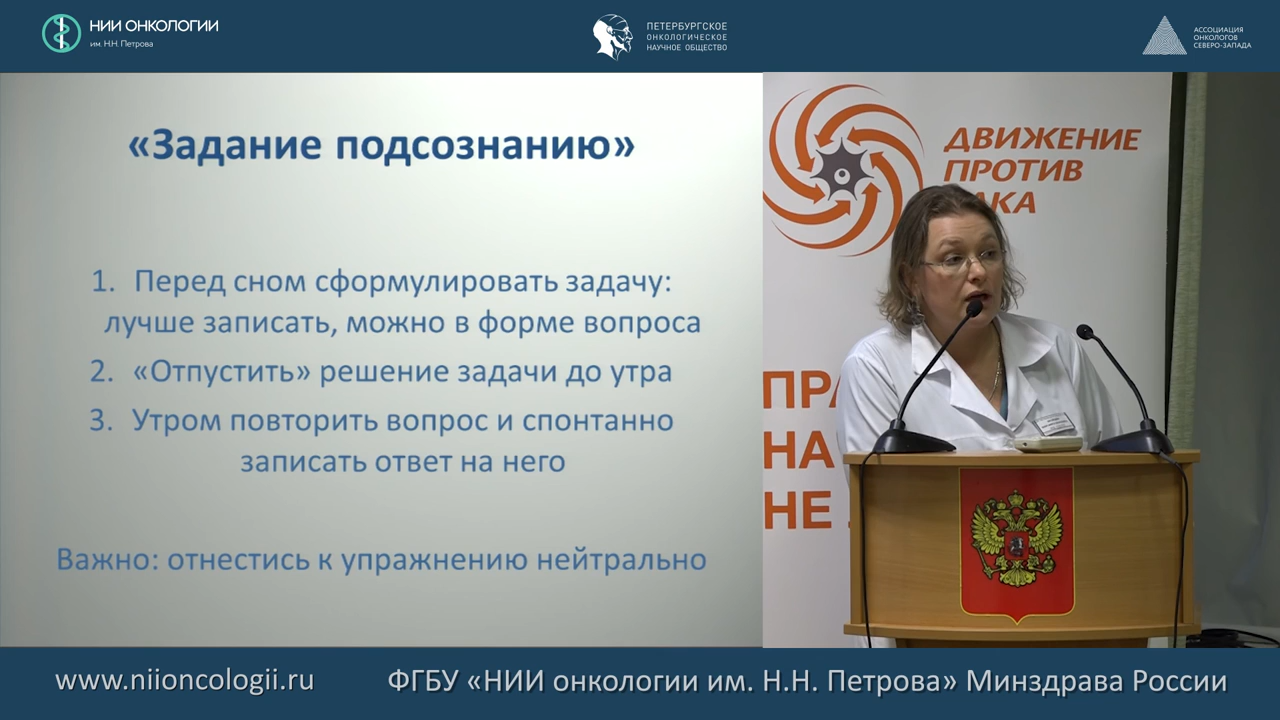 НИИ ОНКОЛОГИИ
им. Н.Н. Петрова
ПЕТЕРБУРГСКОЕ
ОНКОЛОГИЧЕСКОЕ
НАУЧНОЕ ОБЩЕСТВО
АССОЦИАЦИЯ
ОНКОЛОГОВ
СЕВЕРО-ЗАПАДА
«Задание подсознанию»
1. Перед сном сформулировать задачу:
лучше записать, можно в форме вопроса
2. «Отпустить» решение задачи до утра
3. Утром повторить вопрос и спонтанно
записать ответ на него
Важно: отнестись к упражнению нейтрально
ДВИЖЕНИЕ
ПРОТИВ
АКА
ПРА
НА
НЕ
www.niioncologii.ru
ФГБУ «НИИ онкологии им. Н.Н. Петрова» Минздрава России